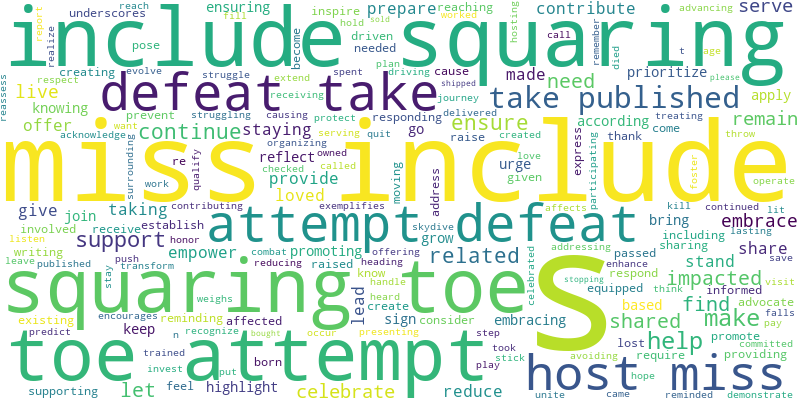 underscores ensuring fill inspire prepare reaching contribute hosting advancing serve
reach realize report pose driven hold sold needed become worked call remember died t age
include squaring
creating evolve struggle extend plan driving cause shipped made need prioritize please
reassess respect live defeat take receiving spent journey take published apply
knowing prevent struggling causing protect responding delivered according treating throw remain
offer acknowledge want continue staying serving quit go raise ensure created thank come
miss include
surrounding re qualify organizing checked owned reflect called moving address urge love given express participating foster operate
work provide loved
give contributing exemplifies affects kill continued lit lasting
join taking establish attempt defeat bring embrace
involved receive honor skydive including sharing share
writing support push empower promoting offering heading grow related addressing passed enhance save
listen leave published stay transform combat reducing raised know handle heard celebrated stopping respond stand visit
squaring toe s
existing weighs reminding lead create sign consider embracing equipped based think informed impacted advocate falls pay
predict encourages recognize affected occur presenting step shared find make committed
n keep trained born took lost help promote
toe attempt
invest put bought play stick avoiding require providing
supporting let feel highlight celebrate reduce host miss
unite came hope reminded demonstrate